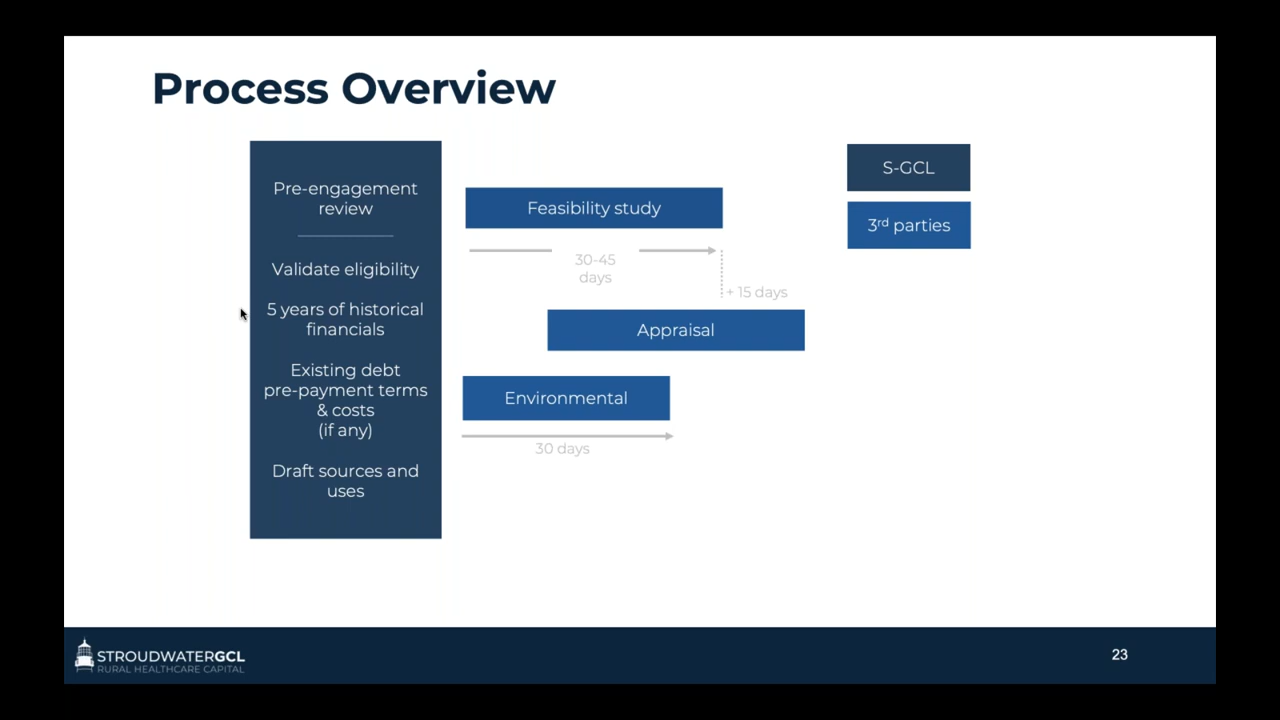 Process Overview
Pre-engagement
review
Validate eligibility
5 years of historical
financials
Existing debt
pre-payment terms
& costs
(if any)
Draft sources and
uses
Feasibility study
30-45
days
+ 15 days
Appraisal
Environmental
30 days
S-GCL
3rd parties
STROUDWATERGCL
RURAL HEALTHCARE CAPITAL
23